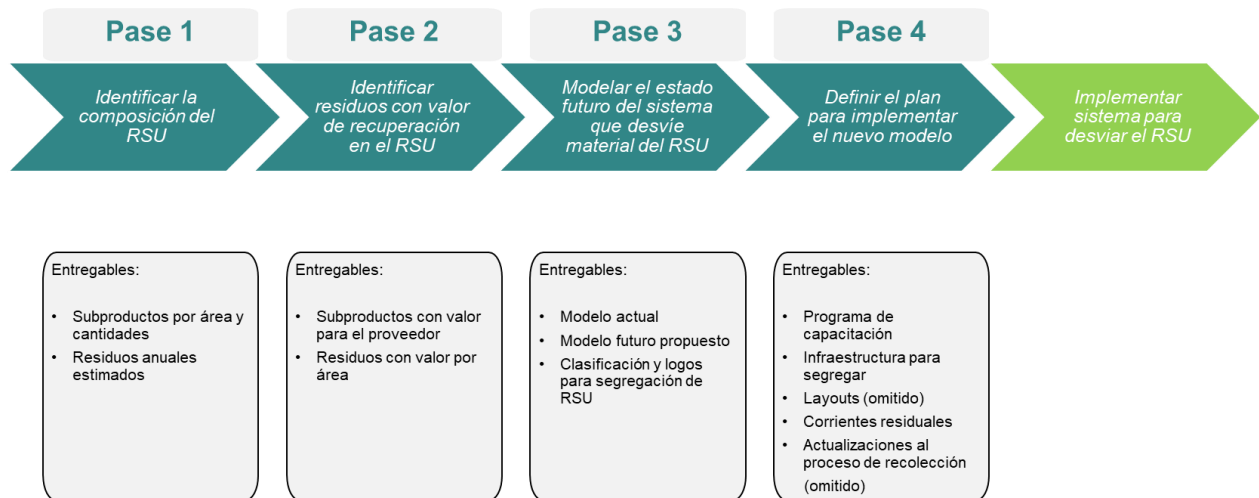 Pase 1
Pase 2
Pase 3
Pase 4
Identificar la
composición del
RSU
Identificar
residuos con valor
de recuperación
en el RSU
Modelar el estado
futuro del sistema
que desvíe
material del RSU
Definir el plan
para implementar
el nuevo modelo
Implementar
sistema para
desviar el RSU
Entregables:
• Subproductos por área y
cantidades
• Residuos anuales
estimados
Entregables:
• Subproductos con valor
para el proveedor
• Residuos con valor por
área
Entregables:
• Modelo actual
• Modelo futuro propuesto
• Clasificación y logos
para segregación de
RSU
Entregables:
• Programa de
capacitación
• Infraestructura para
segregar
• Layouts (omitido)
• Corrientes residuales
• Actualizaciones al
proceso de recolección
(omitido)